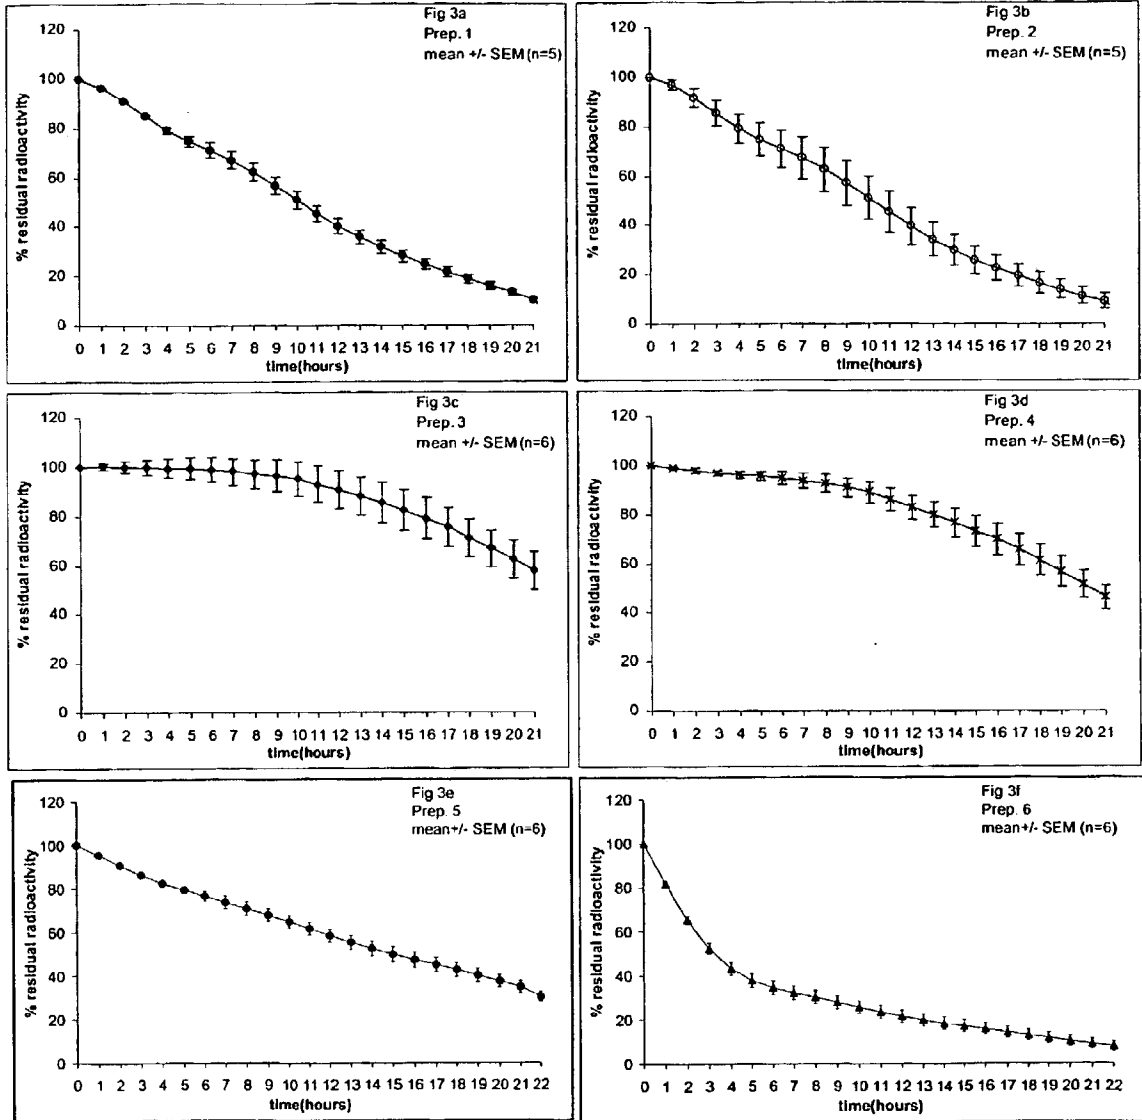 Fig 3a
Prep. 1
mean +/- SEM (n=5)
120
100
80
60
40
20
0
% residual radioactivity
0 1 2 3 4 5 6 7 8 9 10 11 12 13 14 15 16 17 18 19 20 21
time(hours)
Fig 3b
Prep. 2
mean +/- SEM (n=5)
120
100
80
60
40
20
0
% residual radioactivity
0 1 2 3 4 5 6 7 8 9 10 11 12 13 14 15 16 17 18 19 20 21
time(hours)
Fig 3c
Prep. 3
mean +/- SEM (n=6)
120
100
80
60
40
20
0
% residual radioactivity
0 1 2 3 4 5 6 7 8 9 10 11 12 13 14 15 16 17 18 19 20 21
time(hours)
Fig 3d
Prep. 4
mean +/- SEM (n=6)
120
100
80
60
40
20
0
% residual radioactivity
0 1 2 3 4 5 6 7 8 9 10 11 12 13 14 15 16 17 18 19 20 21
time(hours)
Fig 3e
Prep. 5
mean+/- SEM (n=6)
120
100
80
60
40
20
0
% residual radioactivity
0 1 2 3 4 5 6 7 8 9 10 11 12 13 14 15 16 17 18 19 20 21 22
time(hours)
Fig 3f
Prep. 6
mean+/- SEM (n=6)
120
100
80
60
40
20
0
% residual radioactivity
0 1 2 3 4 5 6 7 8 9 10 11 12 13 14 15 16 17 18 19 20 21 22
time(hours)